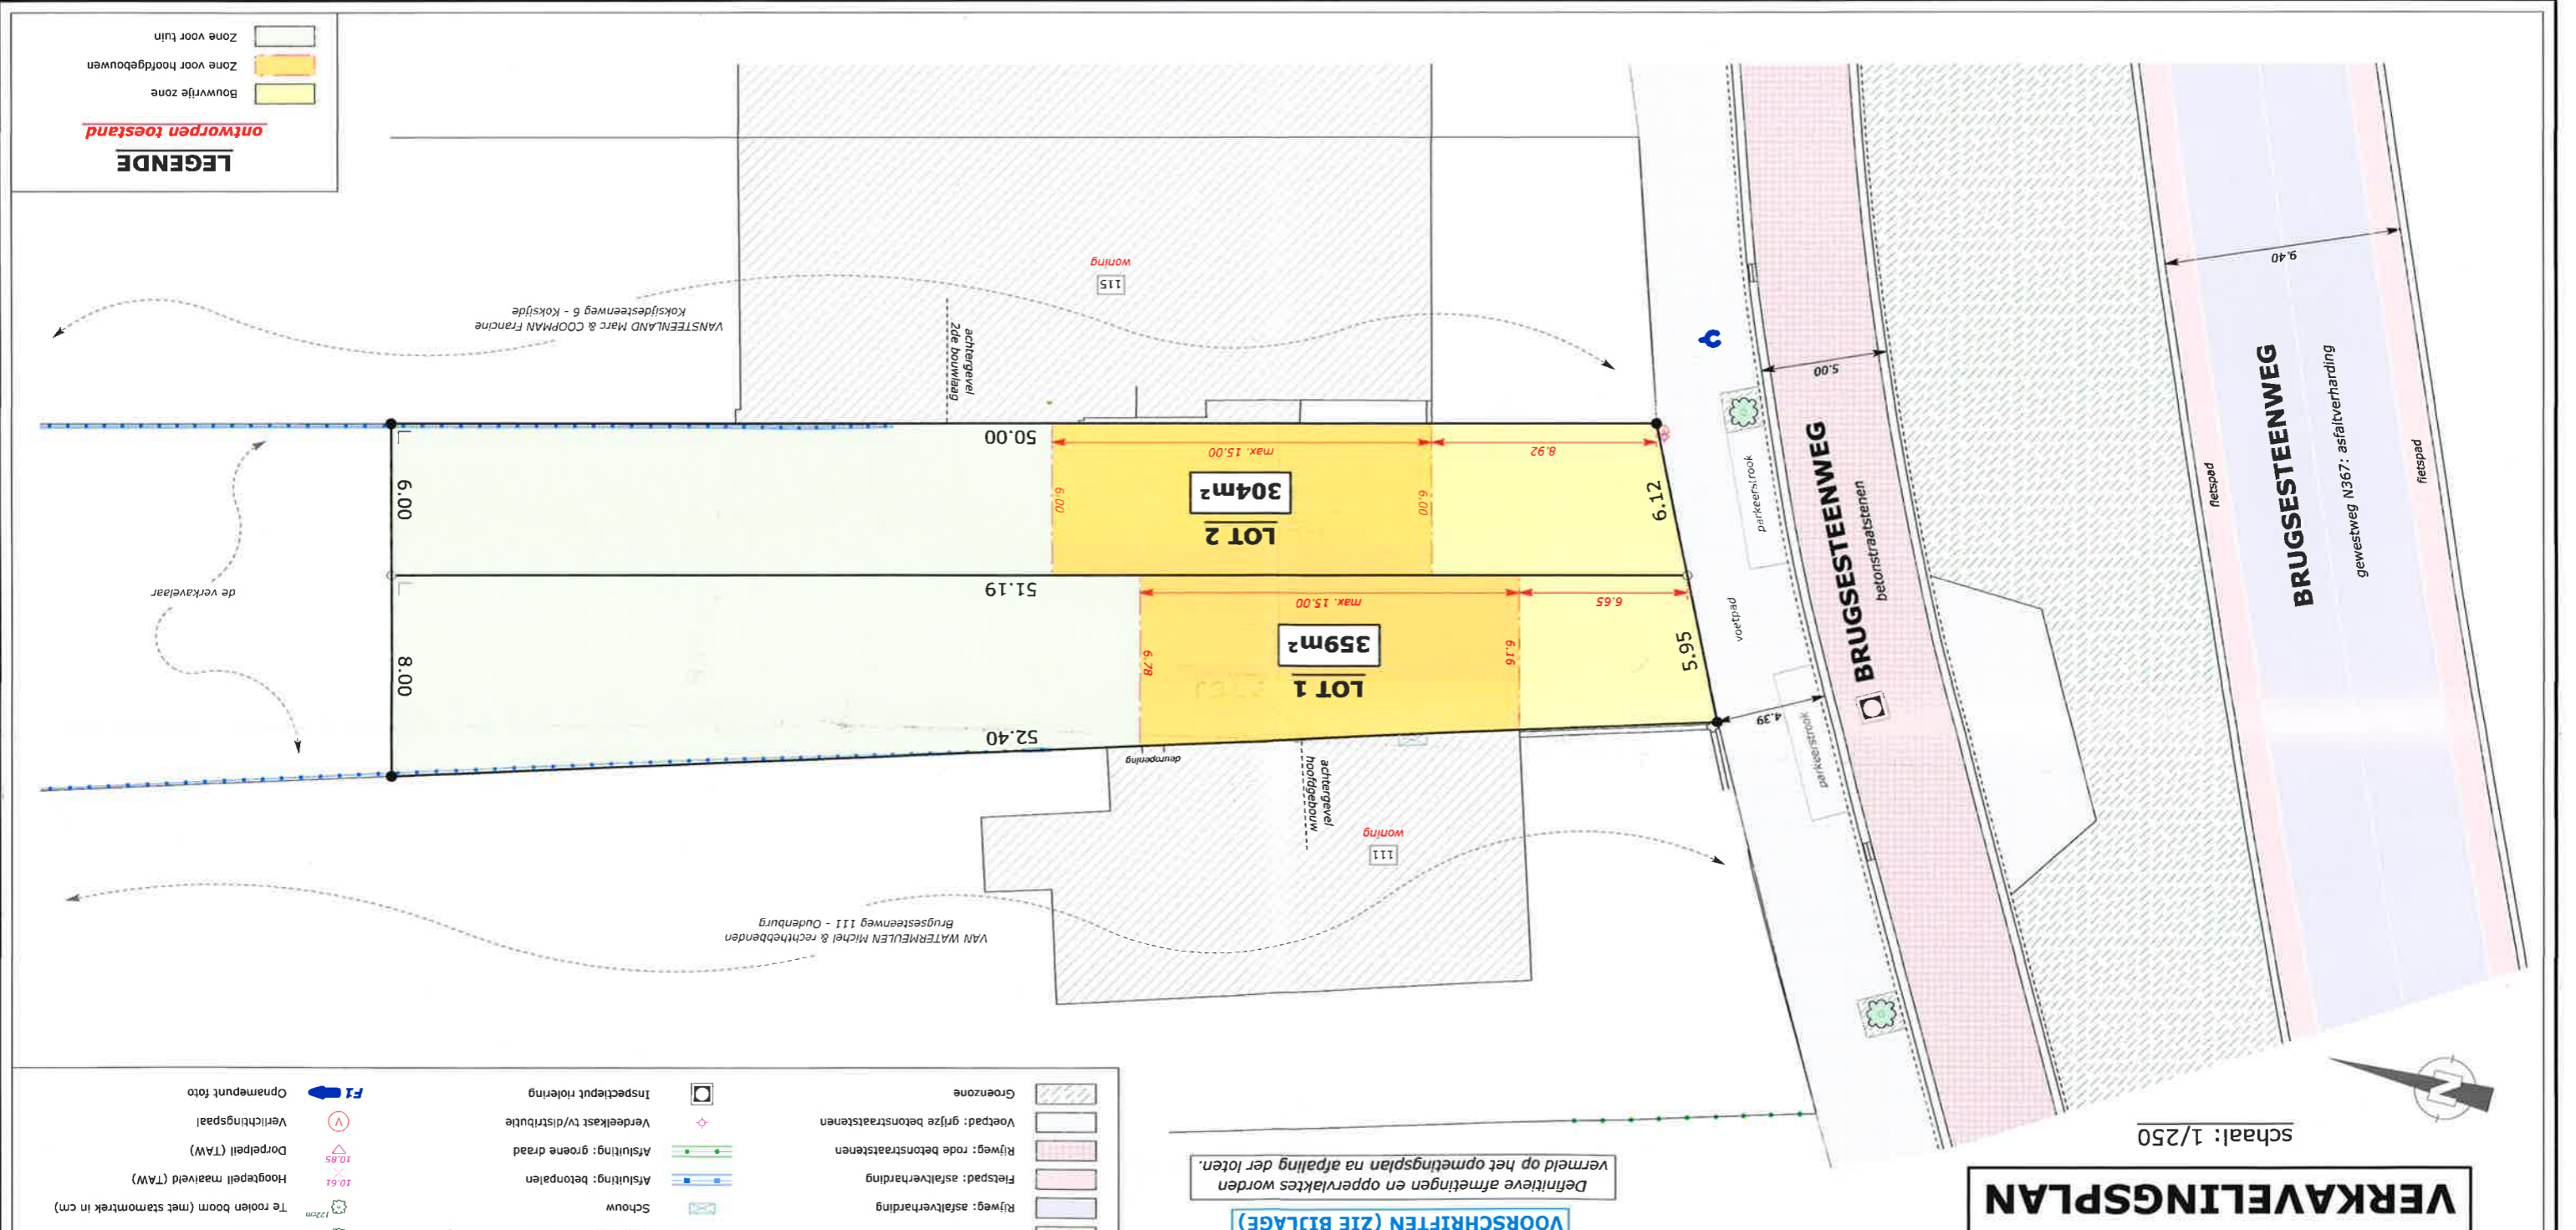 VERKAVELINGSPLAN
schaal: 1/250
N
VOORSCHRIFTEN (ZIE BIJLAGE)
Definitieve afmetingen en oppervlaktes worden
vermeld op het opmetingsplan na afpaling der loten.
Rijweg: asfaltverharding
Fietspad: asfaltverharding
Rijweg: rode betonstraatstenen
Voetpad: grijze betonstraatstenen
Groenzone
Schouw
Afsluiting: betonpalen
Afsluiting: groene draad
Verdeelkast tv/distributie
Inspectieput riolering
122cm Te rooien boom (met stamomtrek in cm)
10.61 Hoogtepeil maaiveld (TAW)
10.85 Dorpelpeil (TAW)
V Verlichtingspaal
F1 Opnamepunt foto
VAN WATERMEULEN Michel & rechthebbenden
Brugsesteenweg 111 - Oudenburg
111
woning
achtergevel
hoofdgebouw
deuropening
4.39
parkeerstrook
voetpad
parkeerstrook
52.40
LOT 1
359m²
5.95
6.16
6.78
8.00
6.65
max. 15.00
51.19
de verkavelaar
LOT 2
304m²
6.12
6.00
6.00
6.00
8.92
max. 15.00
50.00
achtergevel
2de bouwlaag
VANSTEENLAND Marc & COOPMAN Francine
Koksijdesteenweg 6 - Koksijde
115
woning
BRUGSESTEENWEG
betonstraatstenen
5.00
BRUGSESTEENWEG
gewestweg N367: asfaltverharding
fietspad
fietspad
9.40
LEGENDE
ontworpen toestand
Bouwvrije zone
Zone voor hoofdgebouwen
Zone voor tuin